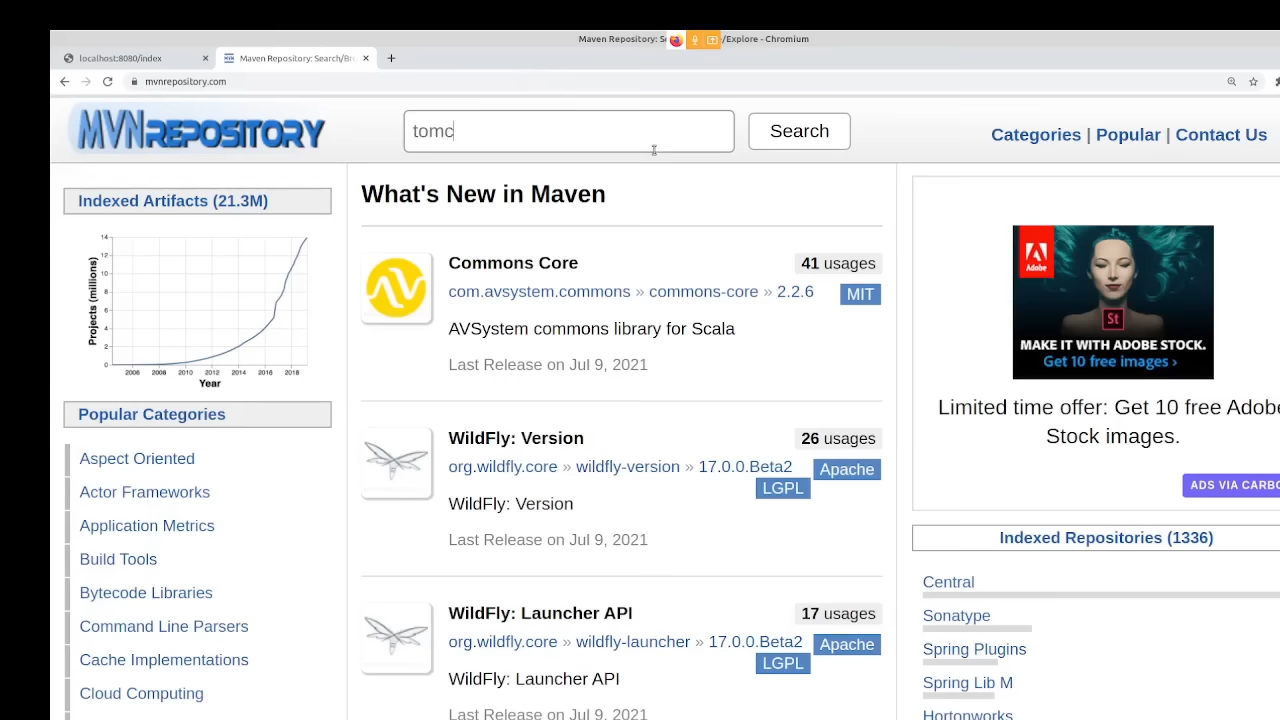 Maven Repository: Se /Explore - Chromium
localhost:8080/index
Maven Repository: Search/Br
mvnrepository.com
MVNREPOSITORY
tomc
Search
Categories | Popular | Contact Us
Indexed Artifacts (21.3M)
Projects (millions)
14
12
10
8
6
4
2
0
2006 2008 2010 2012 2014 2016 2018
Year
Popular Categories
Aspect Oriented
Actor Frameworks
Application Metrics
Build Tools
Bytecode Libraries
Command Line Parsers
Cache Implementations
Cloud Computing
What's New in Maven
Commons Core
41 usages
com.avsystem.commons » commons-core » 2.2.6
MIT
AVSystem commons library for Scala
Last Release on Jul 9, 2021
WildFly: Version
26 usages
org.wildfly.core » wildfly-version » 17.0.0.Beta2
Apache
LGPL
WildFly: Version
Last Release on Jul 9, 2021
WildFly: Launcher API
17 usages
org.wildfly.core » wildfly-launcher » 17.0.0.Beta2
Apache
LGPL
WildFly: Launcher API
Last Release on Jul 9, 2021
Adobe
St
MAKE IT WITH ADOBE STOCK.
Get 10 free images ›
Limited time offer: Get 10 free Adobe
Stock images.
ADS VIA CARBO
Indexed Repositories (1336)
Central
Sonatype
Spring Plugins
Spring Lib M
Hortonworks